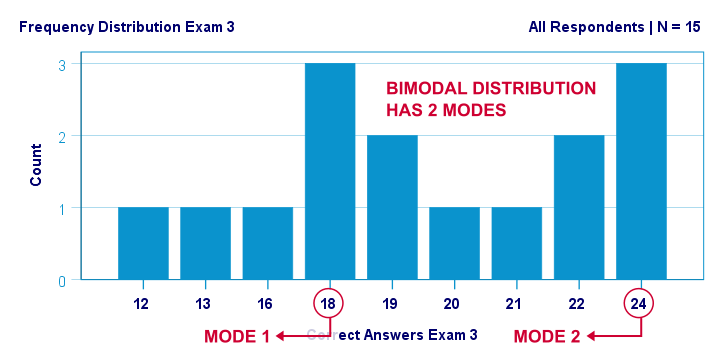 Frequency Distribution Exam 3
All Respondents | N = 15
BIMODAL DISTRIBUTION
HAS 2 MODES
Count
3
2
1
0
12 13 16 18 19 20 21 22 24
MODE 1
Correct Answers Exam 3
MODE 2